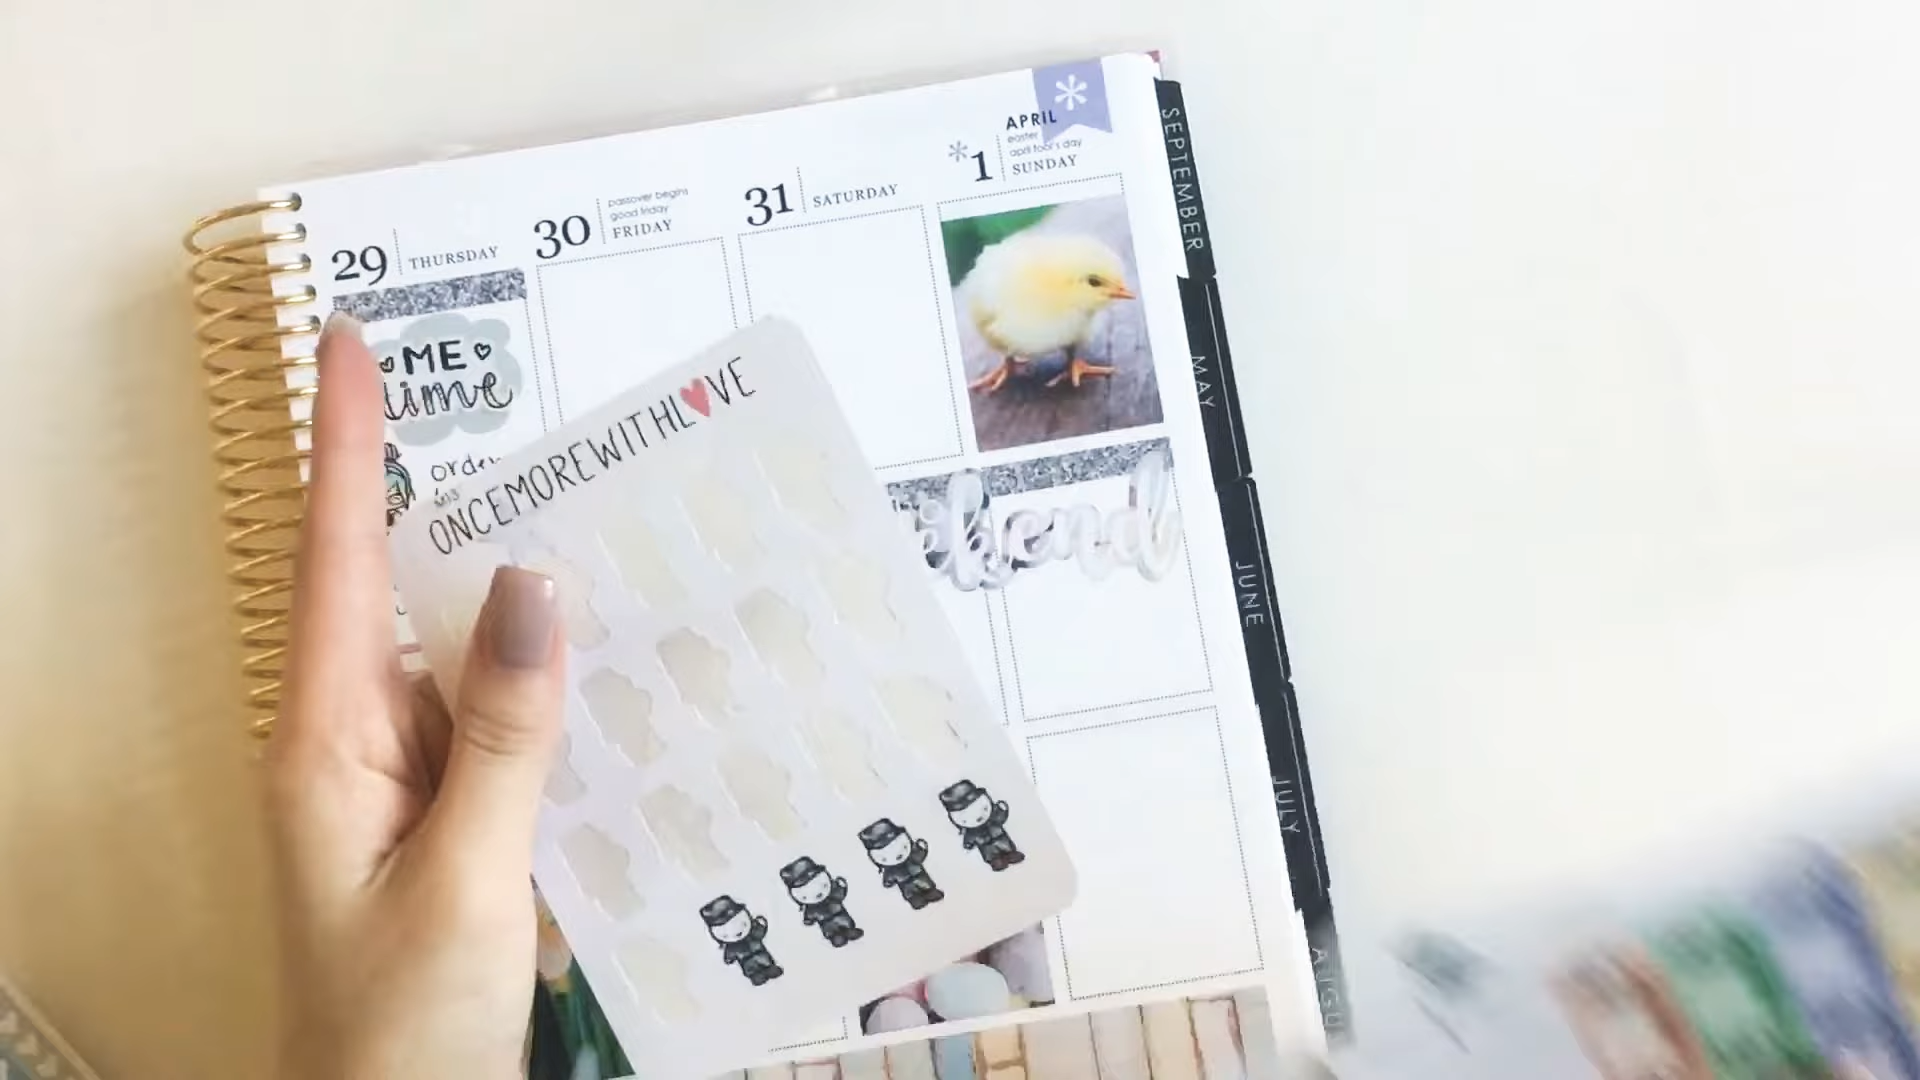 APRIL
easter
april fool's day
*1 SUNDAY
31 SATURDAY
passover begins
good friday
30 FRIDAY
29 THURSDAY
ME
time
ONCEMOREWITHLOVE
SEPTEMBER
MAY
JUNE
JULY
AUGU